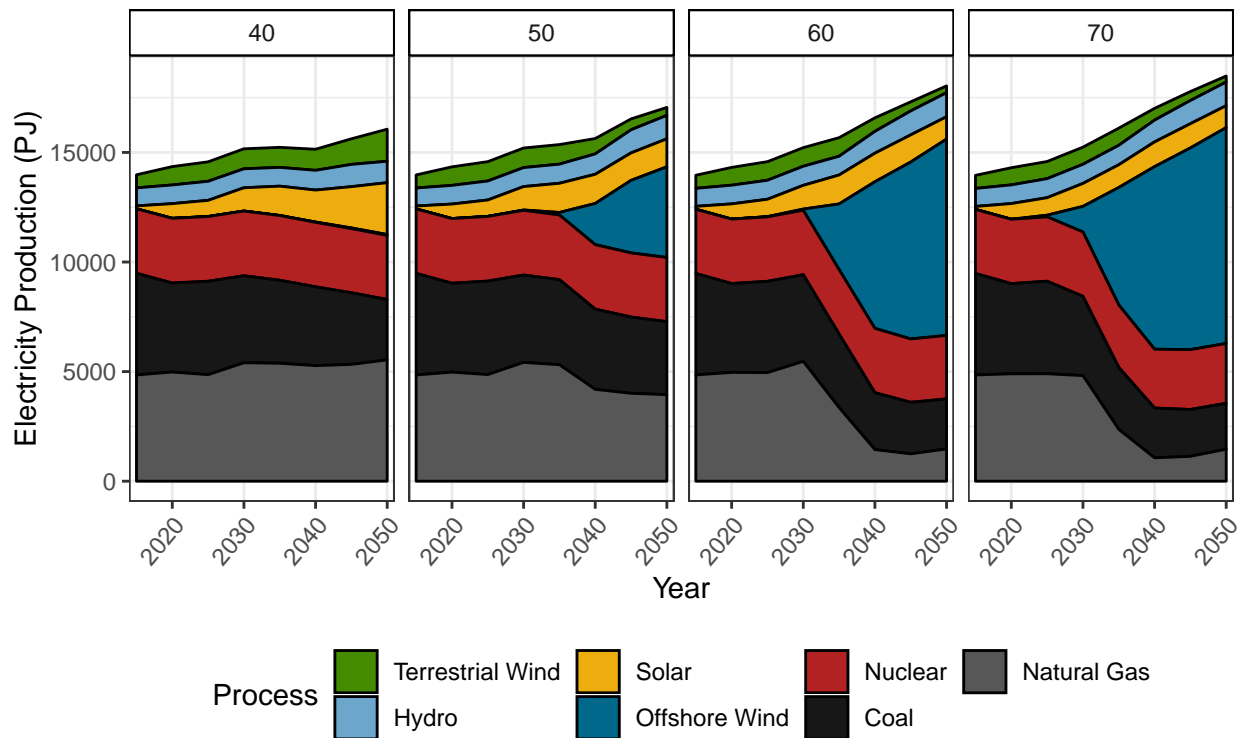 40 50 60 70
Electricity Production (PJ)
15000
10000
5000
0
2020 2030 2040 2050 2020 2030 2040 2050 2020 2030 2040 2050 2020 2030 2040 2050
Year
Process
Terrestrial Wind Solar Nuclear Natural Gas
Hydro Offshore Wind Coal